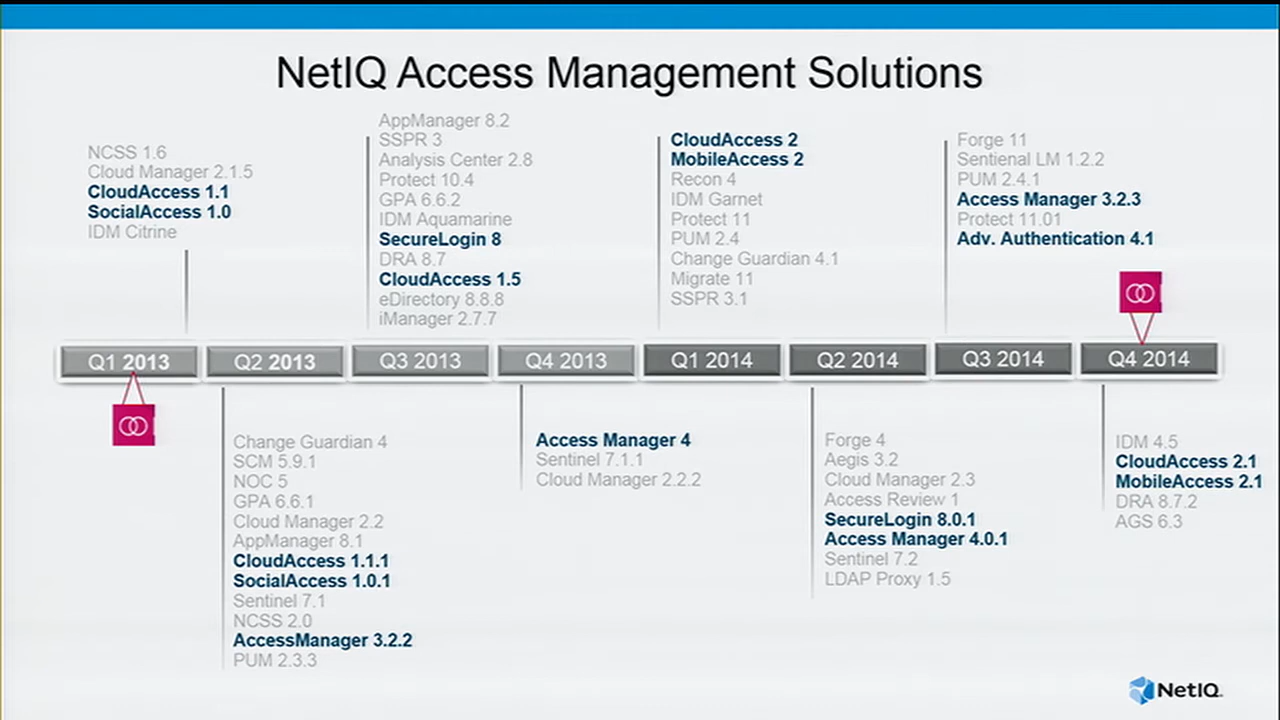 NetIQ Access Management Solutions
NCSS 1.6
Cloud Manager 2.1.5
CloudAccess 1.1
SocialAccess 1.0
IDM Citrine
AppManager 8.2
SSPR 3
Analysis Center 2.8
Protect 10.4
GPA 6.6.2
IDM Aquamarine
SecureLogin 8
DRA 8.7
CloudAccess 1.5
eDirectory 8.8.8
iManager 2.7.7
CloudAccess 2
MobileAccess 2
Recon 4
IDM Garnet
Protect 11
PUM 2.4
Change Guardian 4.1
Migrate 11
SSPR 3.1
Forge 11
Sentienal LM 1.2.2
PUM 2.4.1
Access Manager 3.2.3
Protect 11.01
Adv. Authentication 4.1
Q1 2013
Q2 2013
Q3 2013
Q4 2013
Q1 2014
Q2 2014
Q3 2014
Q4 2014
Change Guardian 4
SCM 5.9.1
NOC 5
GPA 6.6.1
Cloud Manager 2.2
AppManager 8.1
CloudAccess 1.1.1
SocialAccess 1.0.1
Sentinel 7.1
NCSS 2.0
AccessManager 3.2.2
PUM 2.3.3
Access Manager 4
Sentinel 7.1.1
Cloud Manager 2.2.2
Forge 4
Aegis 3.2
Cloud Manager 2.3
Access Review 1
SecureLogin 8.0.1
Access Manager 4.0.1
Sentinel 7.2
LDAP Proxy 1.5
IDM 4.5
CloudAccess 2.1
MobileAccess 2.1
DRA 8.7.2
AGS 6.3
NetIQ.